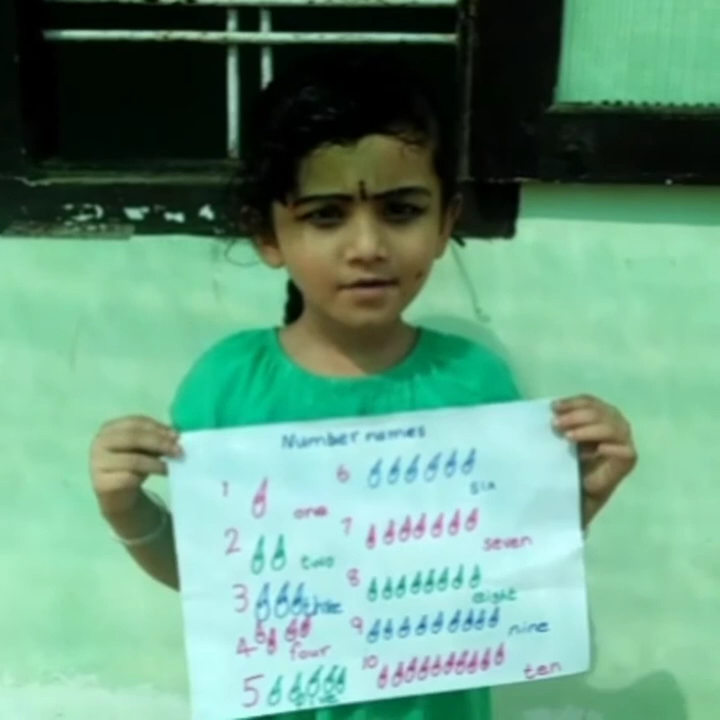 Number names
1 one
2 two
3 three
4 four
5
6 six
7 seven
8 eight
9 nine
10 ten